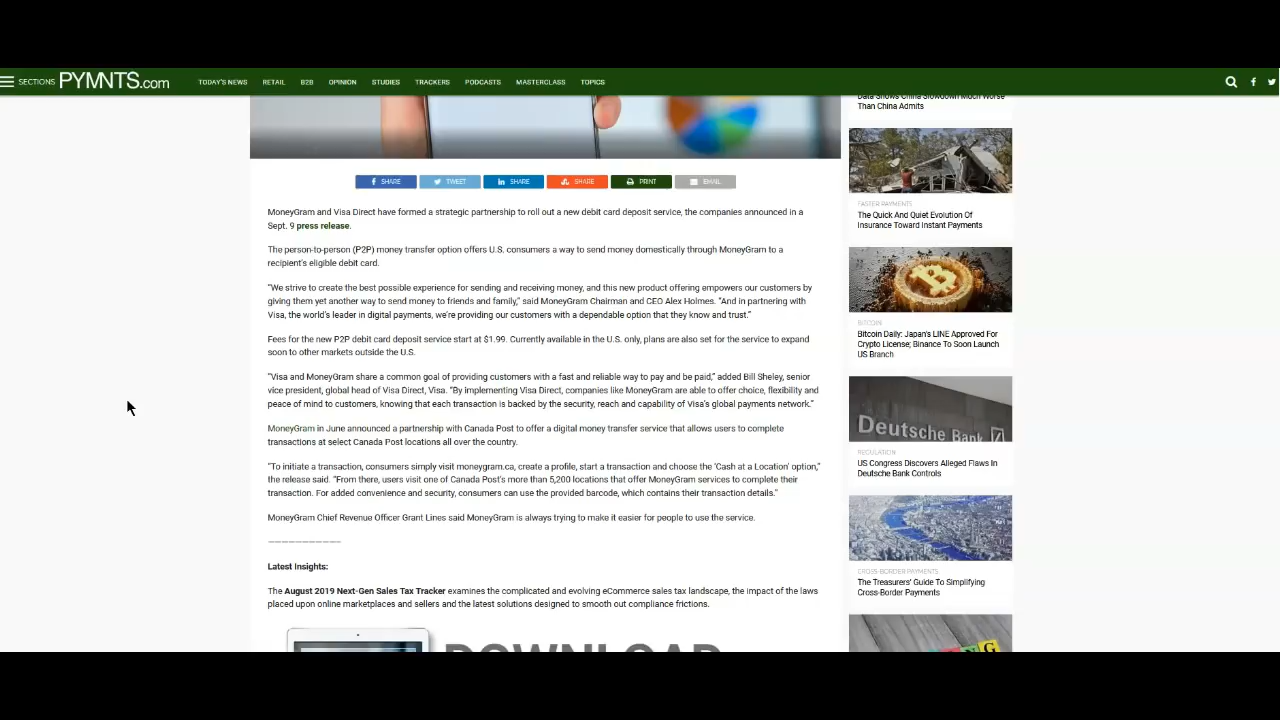 SECTIONS PYMNTS.com TODAY'S NEWS RETAIL B2B OPINION STUDIES TRACKERS PODCASTS MASTERCLASS TOPICS
SHARE TWEET SHARE SHARE PRINT EMAIL
MoneyGram and Visa Direct have formed a strategic partnership to roll out a new debit card deposit service, the companies announced in a
Sept. 9 press release.
The person-to-person (P2P) money transfer option offers U.S. consumers a way to send money domestically through MoneyGram to a
recipient's eligible debit card.
"We strive to create the best possible experience for sending and receiving money, and this new product offering empowers our customers by
giving them yet another way to send money to friends and family," said MoneyGram Chairman and CEO Alex Holmes. "And in partnering with
Visa, the world's leader in digital payments, we're providing our customers with a dependable option that they know and trust."
Fees for the new P2P debit card deposit service start at $1.99. Currently available in the U.S. only, plans are also set for the service to expand
soon to other markets outside the U.S.
"Visa and MoneyGram share a common goal of providing customers with a fast and reliable way to pay and be paid," added Bill Sheley, senior
vice president, global head of Visa Direct, Visa. "By implementing Visa Direct, companies like MoneyGram are able to offer choice, flexibility and
peace of mind to customers, knowing that each transaction is backed by the security, reach and capability of Visa's global payments network."
MoneyGram in June announced a partnership with Canada Post to offer a digital money transfer service that allows users to complete
transactions at select Canada Post locations all over the country.
"To initiate a transaction, consumers simply visit moneygram.ca, create a profile, start a transaction and choose the 'Cash at a Location' option,"
the release said. "From there, users visit one of Canada Post's more than 5,200 locations that offer MoneyGram services to complete their
transaction. For added convenience and security, consumers can use the provided barcode, which contains their transaction details."
MoneyGram Chief Revenue Officer Grant Lines said MoneyGram is always trying to make it easier for people to use the service.
———————————
Latest Insights:
The August 2019 Next-Gen Sales Tax Tracker examines the complicated and evolving eCommerce sales tax landscape, the impact of the laws
placed upon online marketplaces and sellers and the latest solutions designed to smooth out compliance frictions.
DOWNLOAD
Data Shows China Slowdown Much Worse
Than China Admits
FASTER PAYMENTS
The Quick And Quiet Evolution Of
Insurance Toward Instant Payments
BITCOIN
Bitcoin Daily: Japan's LINE Approved For
Crypto License; Binance To Soon Launch
US Branch
Deutsche Bank
REGULATION
US Congress Discovers Alleged Flaws In
Deutsche Bank Controls
CROSS-BORDER PAYMENTS
The Treasurers' Guide To Simplifying
Cross-Border Payments